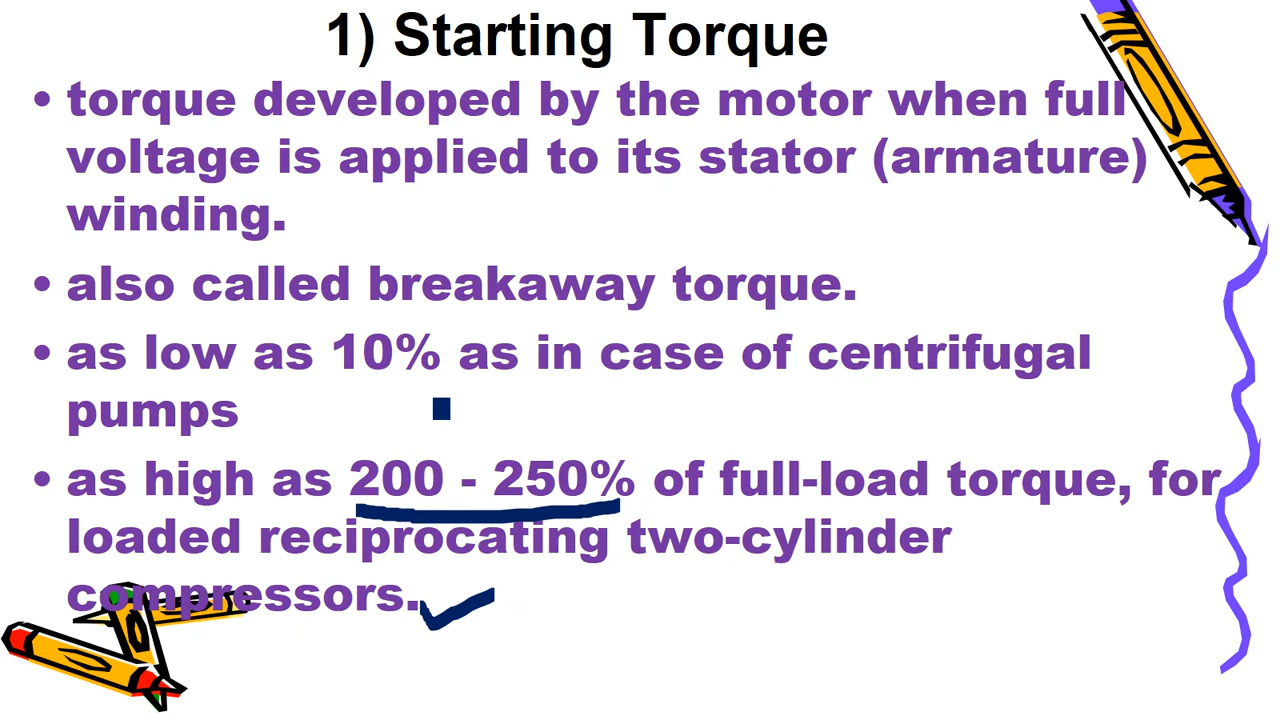 1) Starting Torque
• torque developed by the motor when full
voltage is applied to its stator (armature)
winding.
• also called breakaway torque.
• as low as 10% as in case of centrifugal
pumps
• as high as 200 - 250% of full-load torque, for
loaded reciprocating two-cylinder
compressors.